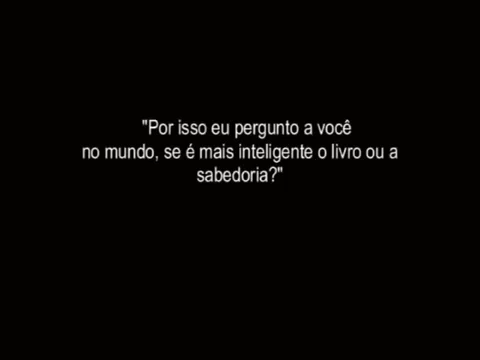 "Por isso eu pergunto a você
no mundo, se é mais inteligente o livro ou a
sabedoria?"